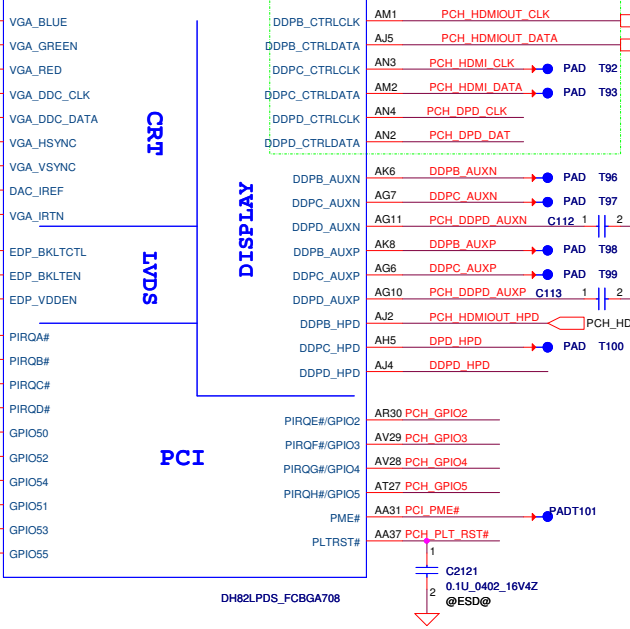 VGA_BLUE DDPB_CTRLCLK AM1 PCH_HDMIOUT_CLK
VGA_GREEN DDPB_CTRLDATA AJ5 PCH_HDMIOUT_DATA
VGA_RED DDPC_CTRLCLK AN3 PCH_HDMI_CLK PAD T92
VGA_DDC_CLK DDPC_CTRLDATA AM2 PCH_HDMI_DATA PAD T93
VGA_DDC_DATA DDPD_CTRLCLK AN4 PCH_DPD_CLK
VGA_HSYNC DDPD_CTRLDATA AN2 PCH_DPD_DAT
CRT
VGA_VSYNC DDPB_AUXN AK6 DDPB_AUXN PAD T96
DAC_IREF DDPC_AUXN AG7 DDPC_AUXN PAD T97
VGA_IRTN DDPD_AUXN AG11 PCH_DDPD_AUXN C112 1 2
DISPLAY
EDP_BKLTCTL DDPB_AUXP AK8 DDPB_AUXP PAD T98
EDP_BKLTEN DDPC_AUXP AG6 DDPC_AUXP PAD T99
LVDS
EDP_VDDEN DDPD_AUXP AG10 PCH_DDPD_AUXP C113 1 2
DDPB_HPD AJ2 PCH_HDMIOUT_HPD PCH_HD
PIRQA# DDPC_HPD AH5 DPD_HPD PAD T100
PIRQB# DDPD_HPD AJ4 DDPD_HPD
PIRQC#
PIRQD# PIRQE#/GPIO2 AR30 PCH_GPIO2
GPIO50 PIRQF#/GPIO3 AV29 PCH_GPIO3
GPIO52 PCI PIRQG#/GPIO4 AV28 PCH_GPIO4
GPIO54 PIRQH#/GPIO5 AT27 PCH_GPIO5
GPIO51 PME# AA31 PCI_PME# PADT101
GPIO53 PLTRST# AA37 PCH_PLT_RST#
GPIO55 1
C2121
0.1U_0402_16V4Z
2
DH82LPDS_FCBGA708 @ESD@